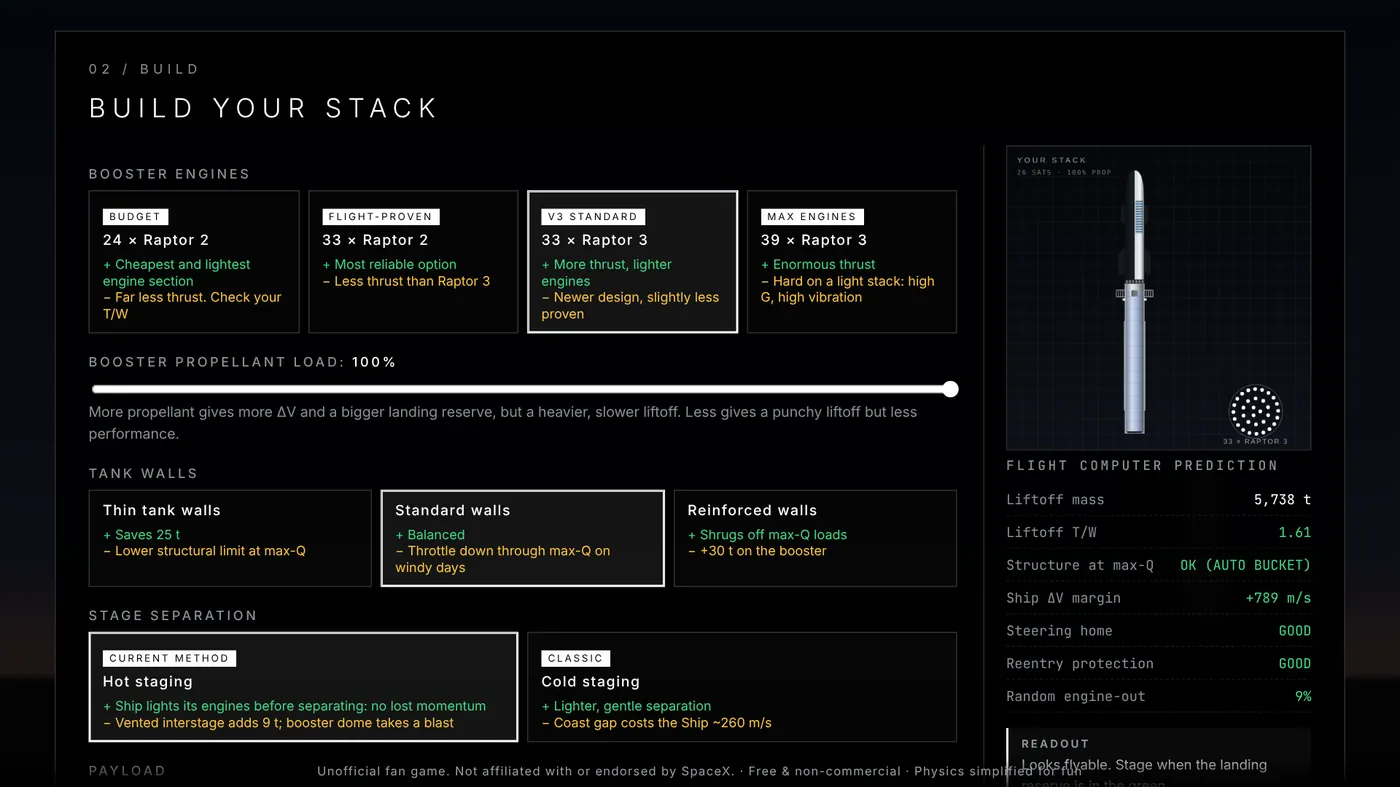 02 / BUILD
BUILD YOUR STACK
BOOSTER ENGINES
BUDGET
24 × Raptor 2
+ Cheapest and lightest
engine section
− Far less thrust. Check your
T/W
FLIGHT-PROVEN
33 × Raptor 2
+ Most reliable option
− Less thrust than Raptor 3
V3 STANDARD
33 × Raptor 3
+ More thrust, lighter
engines
− Newer design, slightly less
proven
MAX ENGINES
39 × Raptor 3
+ Enormous thrust
− Hard on a light stack: high
G, high vibration
BOOSTER PROPELLANT LOAD: 100%
More propellant gives more ΔV and a bigger landing reserve, but a heavier, slower liftoff. Less gives a punchy liftoff but less
performance.
TANK WALLS
Thin tank walls
+ Saves 25 t
− Lower structural limit at max-Q
Standard walls
+ Balanced
− Throttle down through max-Q on
windy days
Reinforced walls
+ Shrugs off max-Q loads
− +30 t on the booster
STAGE SEPARATION
CURRENT METHOD
Hot staging
+ Ship lights its engines before separating: no lost momentum
− Vented interstage adds 9 t; booster dome takes a blast
CLASSIC
Cold staging
+ Lighter, gentle separation
− Coast gap costs the Ship ~260 m/s
PAYLOAD
YOUR STACK
26 SATS · 100% PROP
33 × RAPTOR 3
FLIGHT COMPUTER PREDICTION
Liftoff mass 5,738 t
Liftoff T/W 1.61
Structure at max-Q OK (AUTO BUCKET)
Ship ΔV margin +789 m/s
Steering home GOOD
Reentry protection GOOD
Random engine-out 9%
READOUT
Looks flyable. Stage when the landing
reserve is in the green.
Unofficial fan game. Not affiliated with or endorsed by SpaceX. · Free & non-commercial · Physics simplified for fun